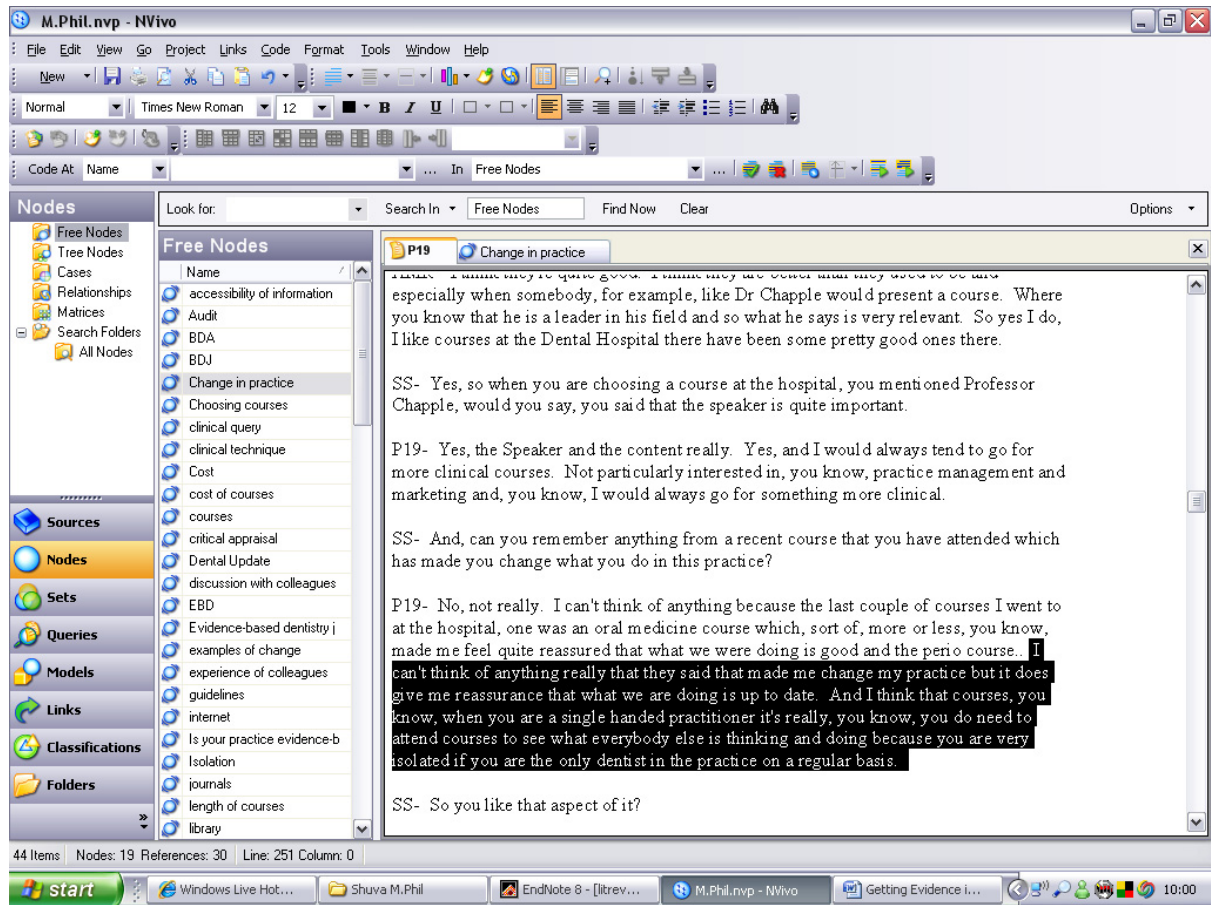 M.Phil.nvp - NVivo
File Edit View Go Project Links Code Format Tools Window Help
New
Normal Times New Roman 12 B I U
Code At Name ... In Free Nodes ...
Nodes
Look for: Search In Free Nodes Find Now Clear Options
Free Nodes
Tree Nodes
Cases
Relationships
Matrices
Search Folders
All Nodes
Sources
Nodes
Sets
Queries
Models
Links
Classifications
Folders
»
Free Nodes
Name
accessibility of information
Audit
BDA
BDJ
Change in practice
Choosing courses
clinical query
clinical technique
Cost
cost of courses
courses
critical appraisal
Dental Update
discussion with colleagues
EBD
Evidence-based dentistry j
examples of change
experience of colleagues
guidelines
internet
Is your practice evidence-b
Isolation
journals
length of courses
library
P19 Change in practice
I think they're quite good. I think they are better than they used to be and
especially when somebody, for example, like Dr Chapple would present a course. Where
you know that he is a leader in his field and so what he says is very relevant. So yes I do,
I like courses at the Dental Hospital there have been some pretty good ones there.
SS- Yes, so when you are choosing a course at the hospital, you mentioned Professor
Chapple, would you say, you said that the speaker is quite important.
P19- Yes, the Speaker and the content really. Yes, and I would always tend to go for
more clinical courses. Not particularly interested in, you know, practice management and
marketing and, you know, I would always go for something more clinical.
SS- And, can you remember anything from a recent course that you have attended which
has made you change what you do in this practice?
P19- No, not really. I can't think of anything because the last couple of courses I went to
at the hospital, one was an oral medicine course which, sort of, more or less, you know,
made me feel quite reassured that what we were doing is good and the perio course.. I
can't think of anything really that they said that made me change my practice but it does
give me reassurance that what we are doing is up to date. And I think that courses, you
know, when you are a single handed practitioner it's really, you know, you do need to
attend courses to see what everybody else is thinking and doing because you are very
isolated if you are the only dentist in the practice on a regular basis.
SS- So you like that aspect of it?
44 Items Nodes: 19 References: 30 Line: 251 Column: 0
start Windows Live Hot... Shuva M.Phil EndNote 8 - [litrev... M.Phil.nvp - NVivo Getting Evidence i... 10:00